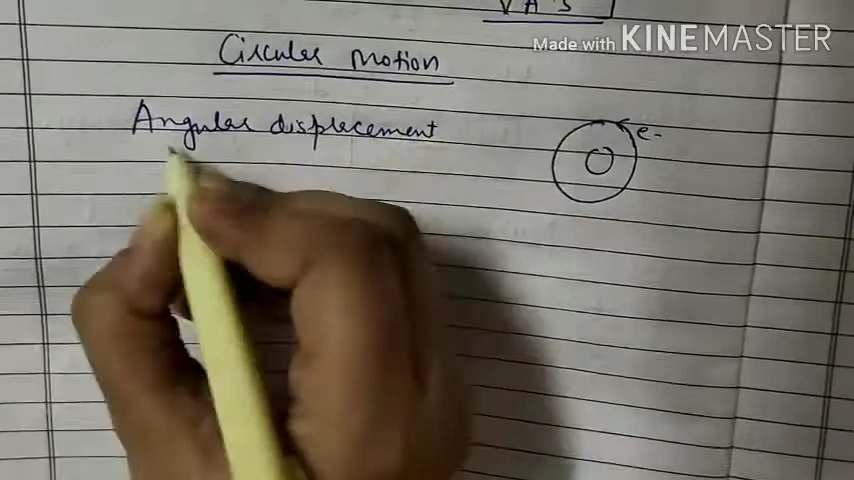 V A S
Made with KINEMASTER
Circular Motion
Angular displacement
e-